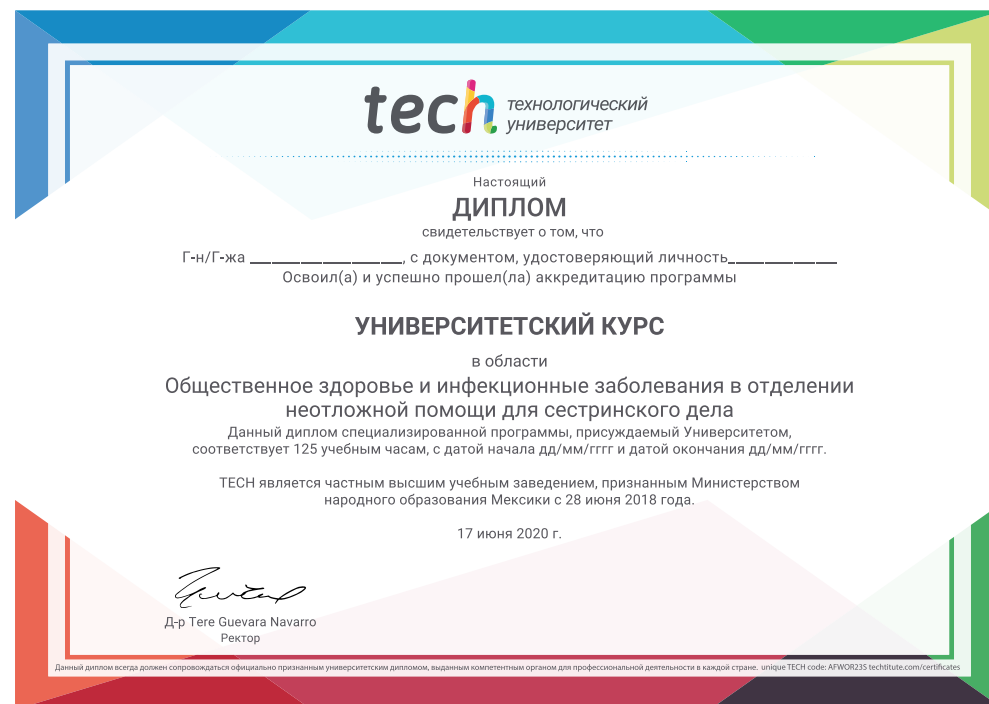 tech технологический
университет
Настоящий
ДИПЛОМ
свидетельствует о том, что
Г-н/Г-жа ____________________, с документом, удостоверяющий личность______________
Освоил(а) и успешно прошел(ла) аккредитацию программы
УНИВЕРСИТЕТСКИЙ КУРС
в области
Общественное здоровье и инфекционные заболевания в отделении
неотложной помощи для сестринского дела
Данный диплом специализированной программы, присуждаемый Университетом,
соответствует 125 учебным часам, с датой начала дд/мм/гггг и датой окончания дд/мм/гггг.
TECH является частным высшим учебным заведением, признанным Министерством
народного образования Мексики с 28 июня 2018 года.
17 июня 2020 г.
Д-р Tere Guevara Navarro
Ректор
Данный диплом всегда должен сопровождаться официально признанным университетским дипломом, выданным компетентным органом для профессиональной деятельности в каждой стране. unique TECH code: AFWOR23S techtitute.com/certificates